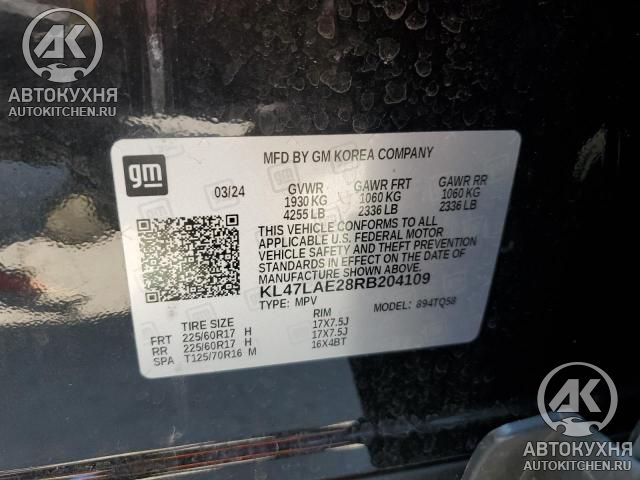 АВТОКУХНЯ
AUTOKITCHEN.RU
gm
MFD BY GM KOREA COMPANY
03/24 GVWR GAWR FRT GAWR RR
1930 KG 1060 KG 1060 KG
4255 LB 2336 LB 2336 LB
THIS VEHICLE CONFORMS TO ALL
APPLICABLE U.S. FEDERAL MOTOR
VEHICLE SAFETY AND THEFT PREVENTION
STANDARDS IN EFFECT ON THE DATE OF
MANUFACTURE SHOWN ABOVE.
KL47LAE28RB204109
TYPE: MPV MODEL: 894TQ58
TIRE SIZE RIM
FRT 225/60R17 H 17X7.5J
RR 225/60R17 H 17X7.5J
SPA T125/70R16 M 16X4BT
АК
АВТОКУХНЯ
AUTOKITCHEN.RU